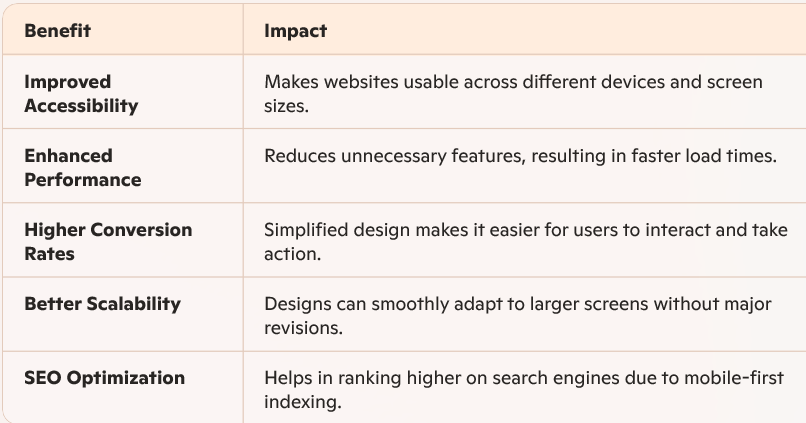 Benefit Impact
Improved Makes websites usable across different devices and screen
Accessibility sizes.
Enhanced Reduces unnecessary features, resulting in faster load times.
Performance
Higher Conversion Simplified design makes it easier for users to interact and take
Rates action.
Better Scalability Designs can smoothly adapt to larger screens without major
revisions.
SEO Optimization Helps in ranking higher on search engines due to mobile-first
indexing.